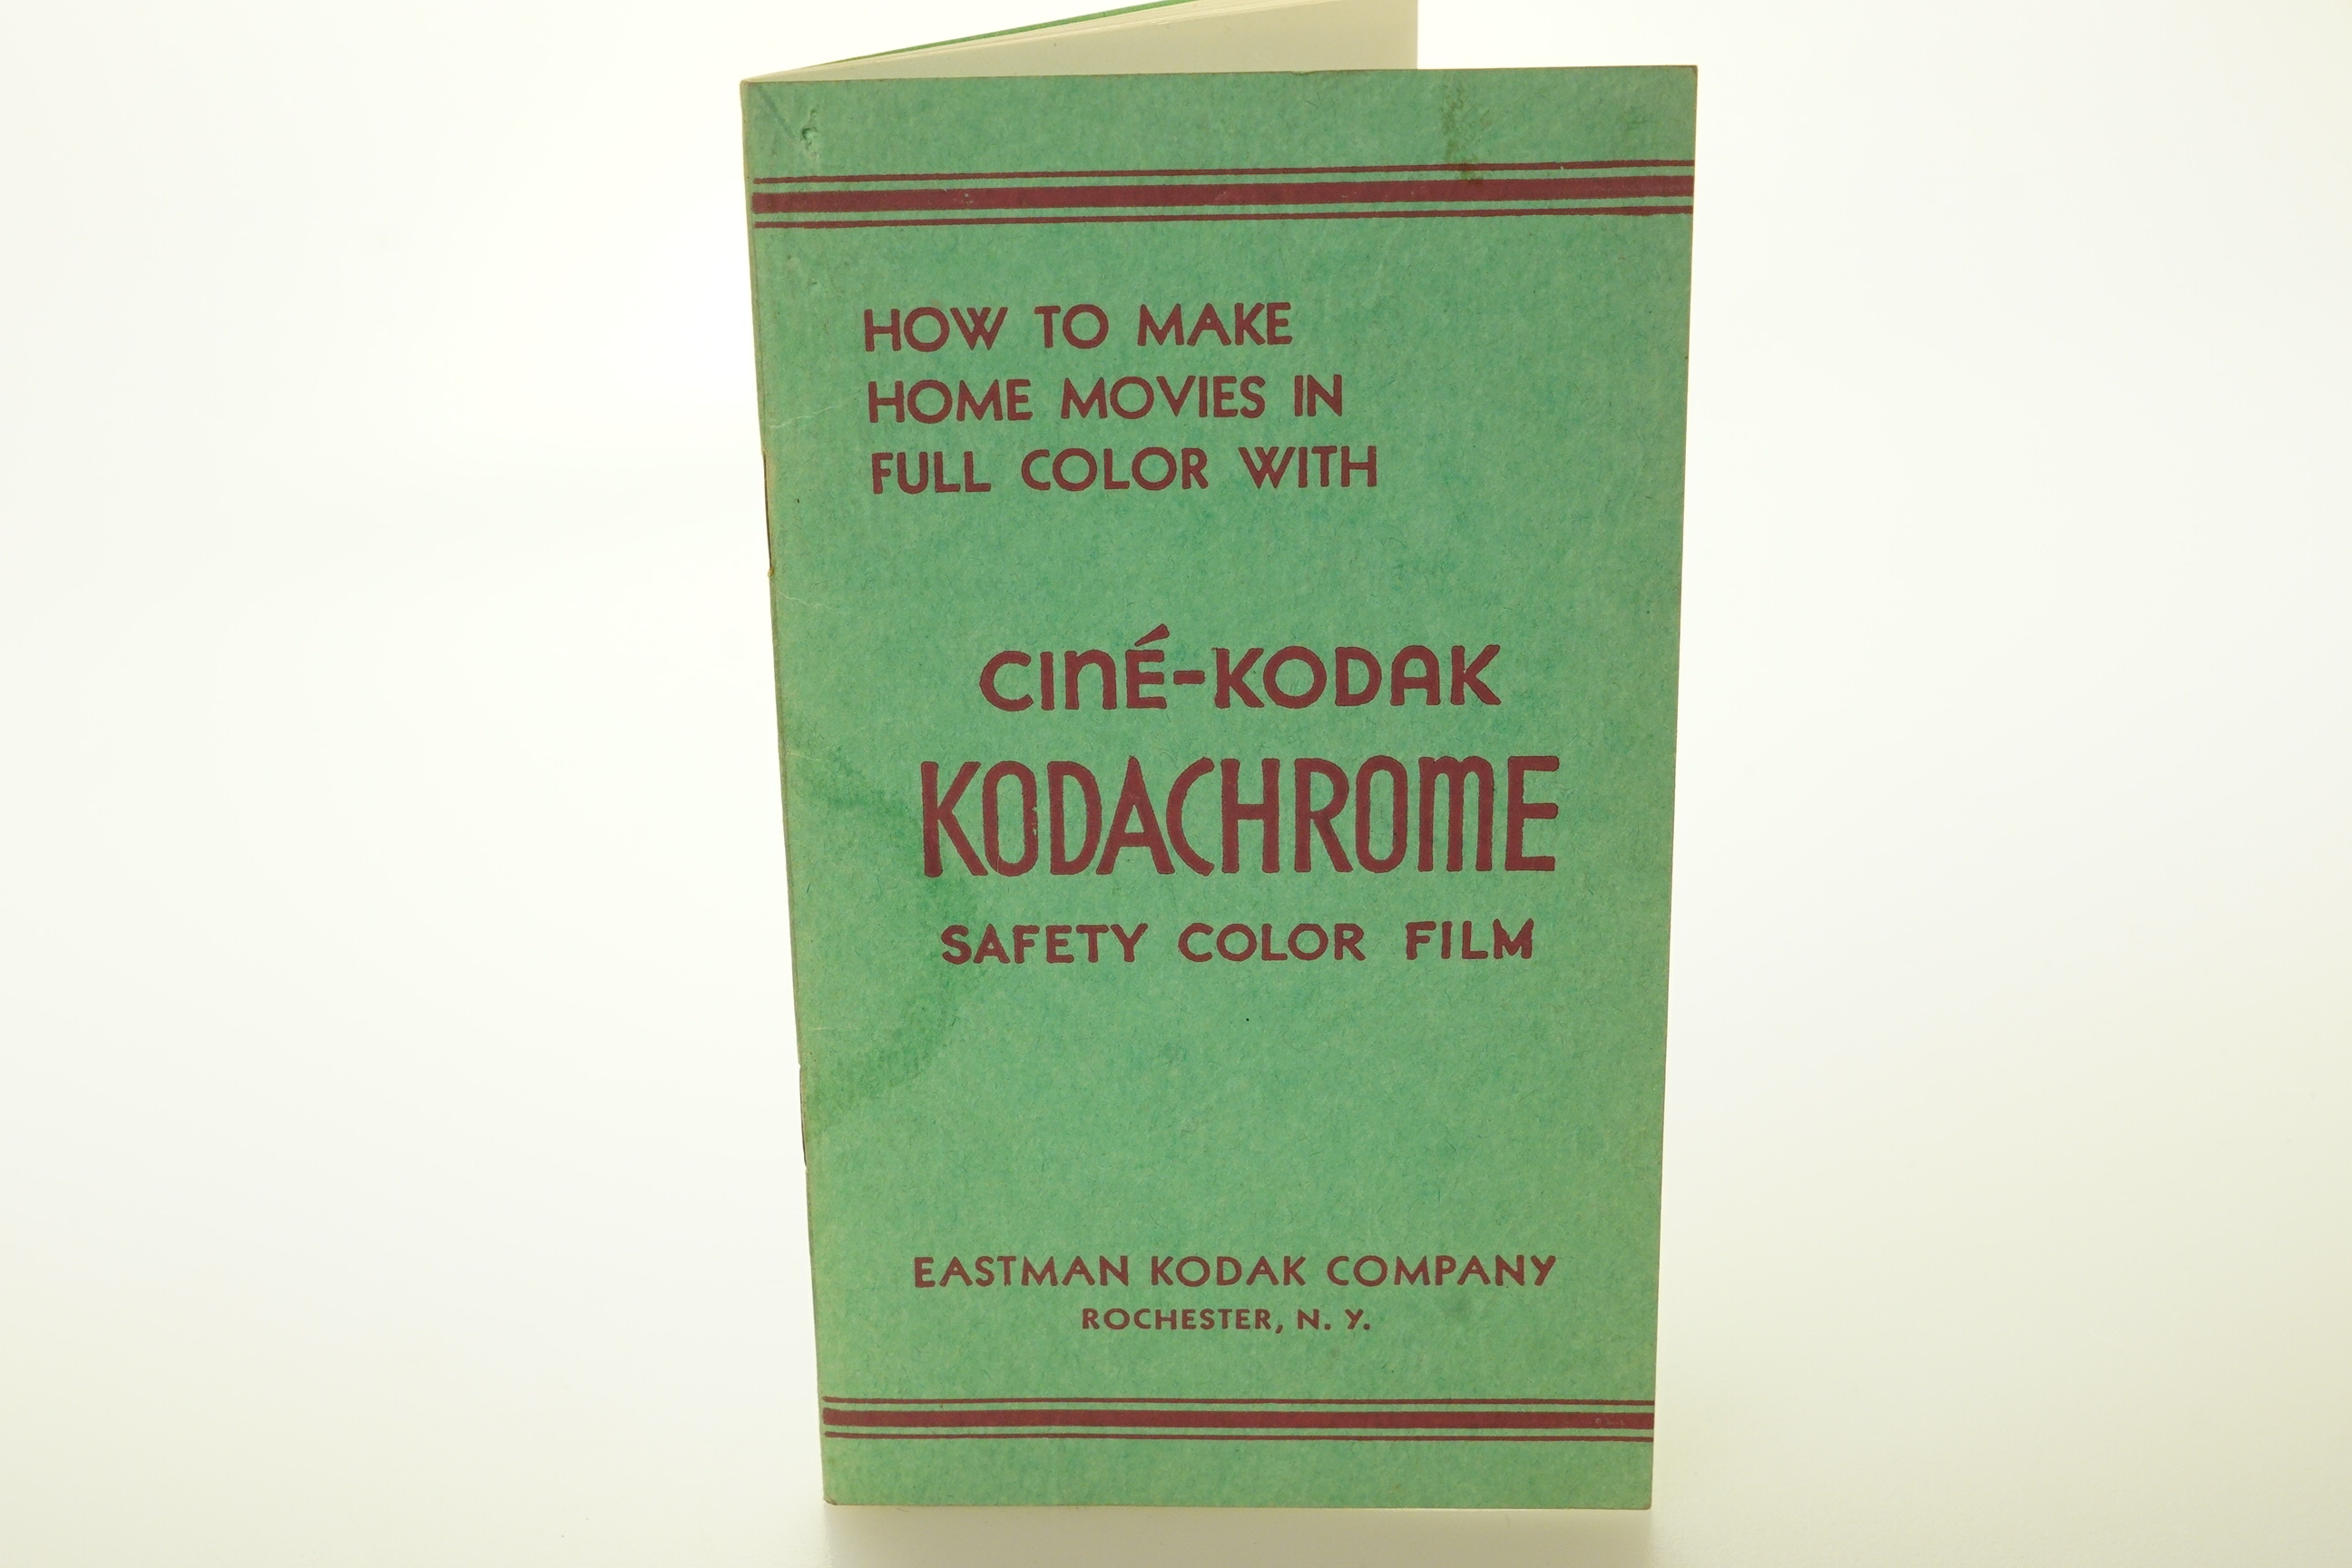 HOW TO MAKE
HOME MOVIES IN
FULL COLOR WITH
CINÉ-KODAK
KODACHROME
SAFETY COLOR FILM
EASTMAN KODAK COMPANY
ROCHESTER, N. Y.